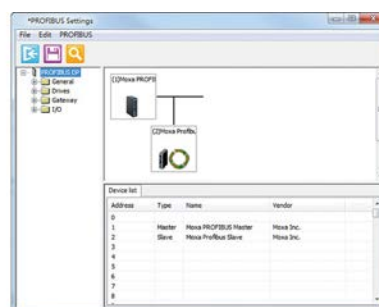 *PROFIBUS Settings
File Edit PROFIBUS
PROFIBUS DP
General
Drives
Gateway
I/O
(1)Moxa PROFI
(2)Moxa Profibu
Device list
Address Type Name Vendor
0
1 Master Moxa PROFIBUS Master Moxa Inc.
2 Slave Moxa Profibus Slave Moxa Inc.
3
4
5
6
7
8